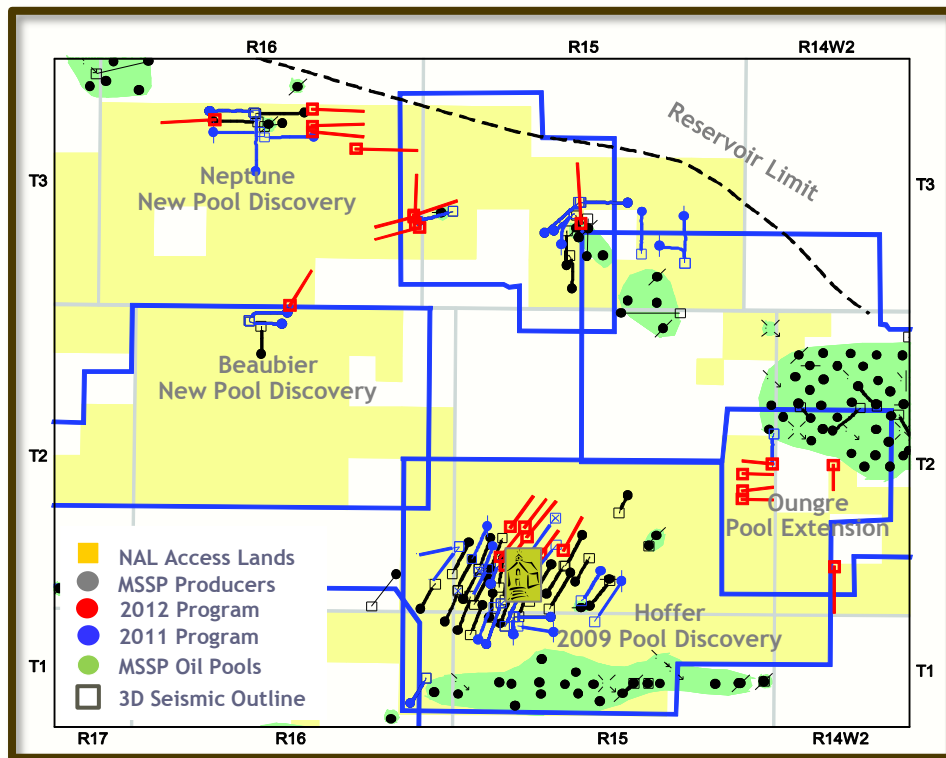 R16
R15
R14W2
Reservoir Limit
T3
T3
Neptune
New Pool Discovery
Beaubier
New Pool Discovery
T2
T2
Oungre
Pool Extension
NAL Access Lands
MSSP Producers
2012 Program
2011 Program
MSSP Oil Pools
3D Seismic Outline
Hoffer
2009 Pool Discovery
T1
T1
R17
R16
R15
R14W2